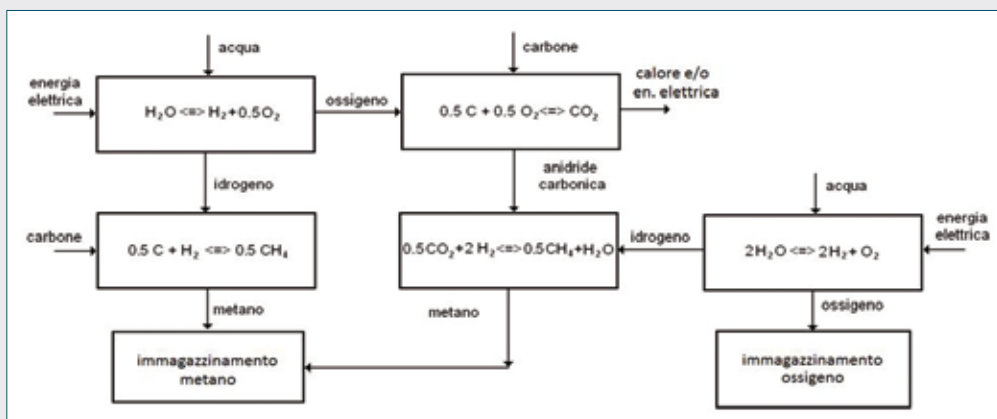 acqua
carbone
energia
elettrica
H₂O <=> H₂+0.5O₂
ossigeno
0.5 C + 0.5 O₂<=> CO₂
calore e/o
en. elettrica
idrogeno
anidride
carbonica
acqua
carbone
0.5 C + H₂ <=> 0.5 CH₄
0.5CO₂+2 H₂<=>0.5CH₄+H₂O
idrogeno
2H₂O <=> 2H₂+ O₂
energia
elettrica
metano
metano
ossigeno
immagazzinamento
metano
immagazzinamento
ossigeno